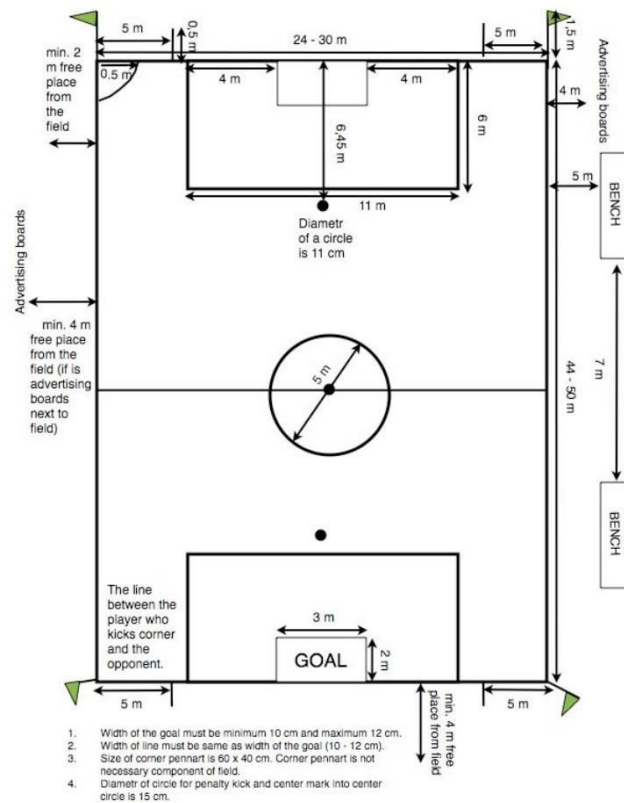 5 m
0,5 m
24 - 30 m
5 m
1,5 m
min. 2
m free
place
from
the
field
0.5 m
4 m
4 m
6,45 m
6 m
Advertising boards
4 m
5 m
BENCH
11 m
Diametr
of a circle
is 11 cm
Advertising boards
min. 4 m
free place
from the
field (if is
advertising
boards
next to
field)
5 m
44 - 50 m
7 m
BENCH
The line
between the
player who
kicks corner
and the
opponent.
3 m
GOAL
2 m
5 m
min. 4 m free
place from field
5 m
1. Width of the goal must be minimum 10 cm and maximum 12 cm.
2. Width of line must be same as width of the goal (10 - 12 cm).
3. Size of corner pennart is 60 x 40 cm. Corner pennart is not
necessary component of field.
4. Diametr of circle for penalty kick and center mark into center
circle is 15 cm.